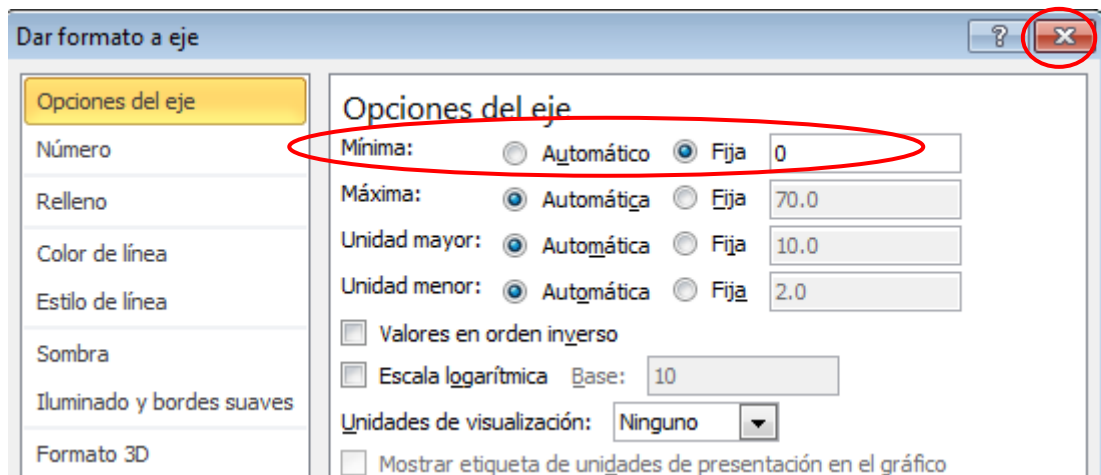 Dar formato a eje
Opciones del eje
Número
Relleno
Color de línea
Estilo de línea
Sombra
Iluminado y bordes suaves
Formato 3D
Opciones del eje
Mínima: Automático Fija 0
Máxima: Automática Fija 70.0
Unidad mayor: Automática Fija 10.0
Unidad menor: Automática Fija 2.0
Valores en orden inverso
Escala logarítmica Base: 10
Unidades de visualización: Ninguno
Mostrar etiqueta de unidades de presentación en el gráfico